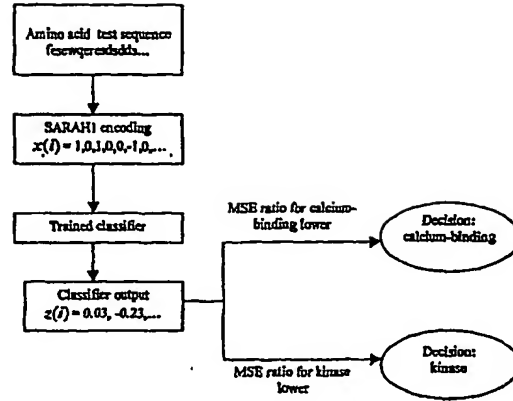 Amino acid test sequence
SARAH1 encoding
x(i) = 1,0,1,0,0,-1,0,...
Trained classifier
Classifier output
z(i) = 0.03, -0.23,...
MSE ratio for calcium-
binding lower
Decision:
calcium-binding
MSE ratio for kinase
lower
Decision:
kinase